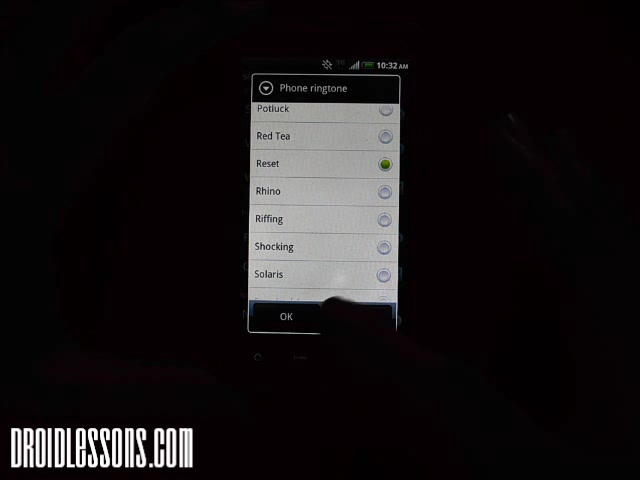 10:32 AM
Phone ringtone
Potluck
Red Tea
Reset
Rhino
Riffing
Shocking
Solaris
OK
DROIDLESSONS.COM